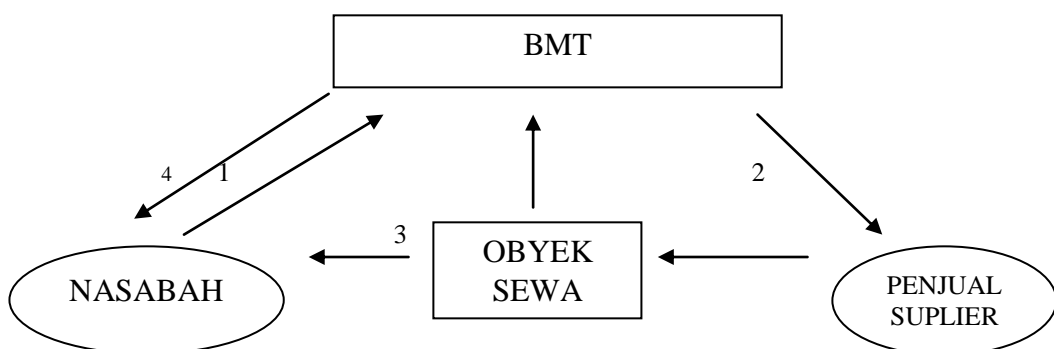 BMT
4
1
2
3
NASABAH
OBYEK
SEWA
PENJUAL
SUPLIER